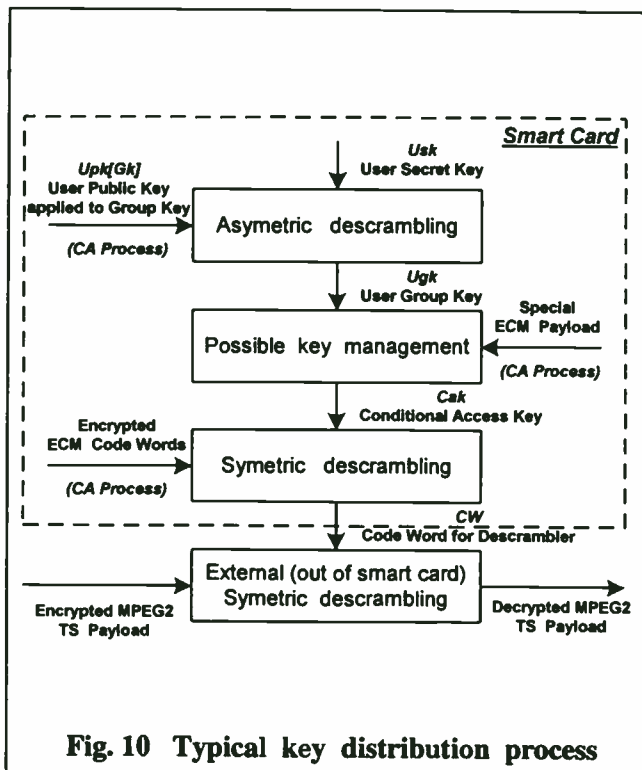 Smart Card
Usk
User Secret Key
Upk[Gk]
User Public Key
applied to Group Key
(CA Process)
Asymetric descrambling
Ugk
User Group Key
Special
ECM Payload
(CA Process)
Possible key management
Cak
Conditional Access Key
Encrypted
ECM Code Words
(CA Process)
Symetric descrambling
CW
Code Word for Descrambler
External (out of smart card)
Symetric descrambling
Encrypted MPEG2
TS Payload
Decrypted MPEG2
TS Payload
Fig. 10 Typical key distribution process